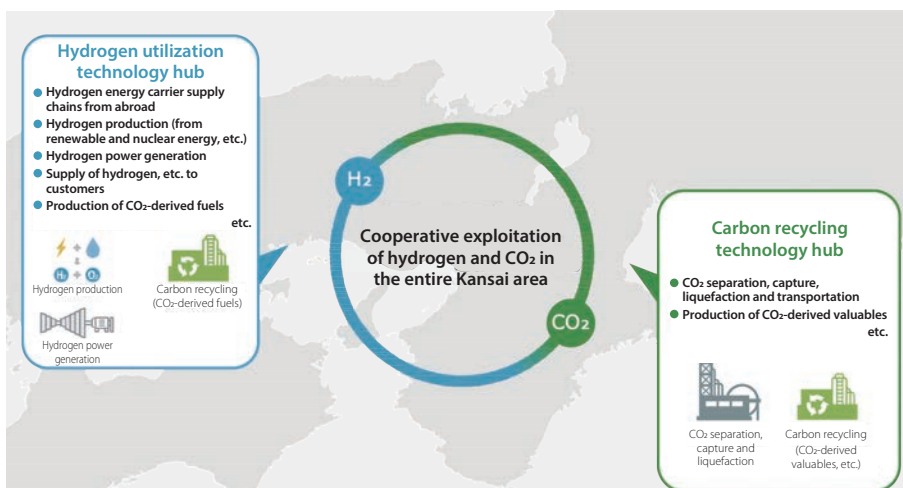 Hydrogen utilization
technology hub
Hydrogen energy carrier supply
chains from abroad
Hydrogen production (from
renewable and nuclear energy, etc.)
Hydrogen power generation
Supply of hydrogen, etc. to
customers
Production of CO₂-derived fuels
etc.
H₂ + O₂
Hydrogen production
Carbon recycling
(CO₂-derived fuels)
Hydrogen power
generation
H₂
Cooperative exploitation
of hydrogen and CO₂ in
the entire Kansai area
CO₂
Carbon recycling
technology hub
CO₂ separation, capture,
liquefaction and transportation
Production of CO₂-derived valuables
etc.
CO₂ separation,
capture and
liquefaction
Carbon recycling
(CO₂-derived
valuables, etc.)